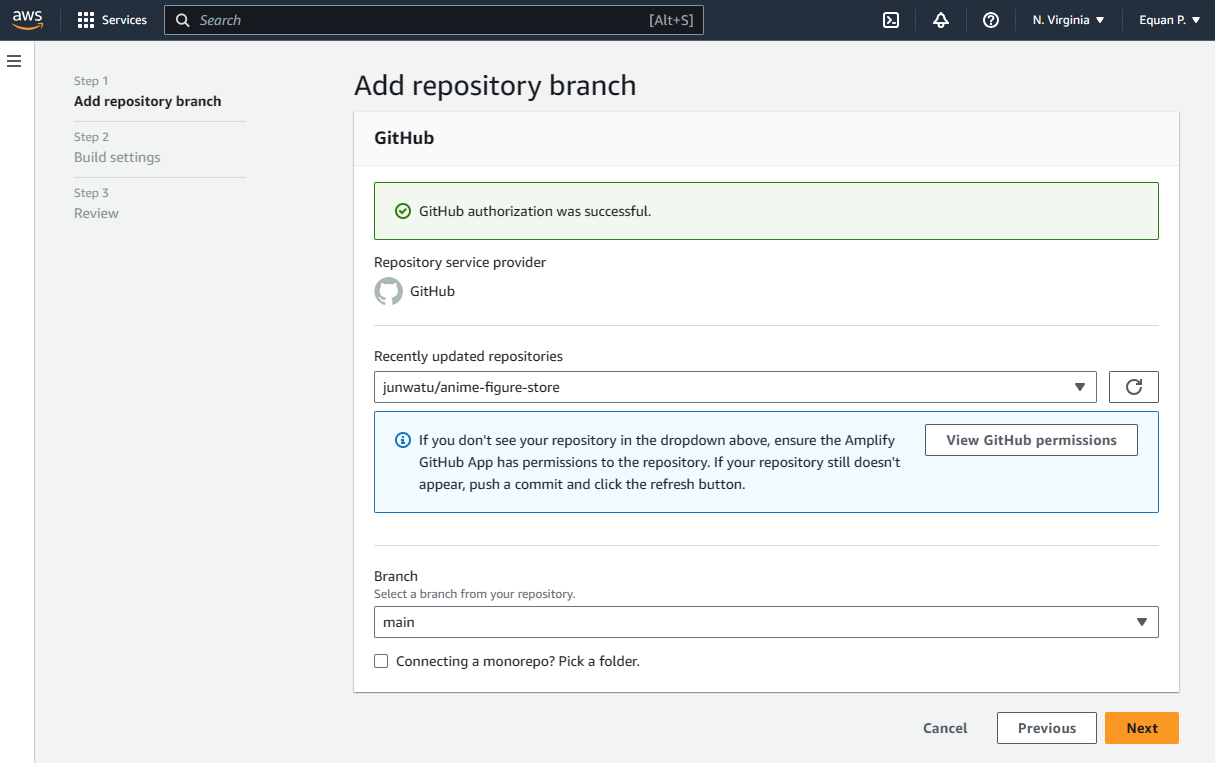 aws
Services
Search
[Alt+S]
N. Virginia
Equan P.
Step 1
Add repository branch
Step 2
Build settings
Step 3
Review
Add repository branch
GitHub
GitHub authorization was successful.
Repository service provider
GitHub
Recently updated repositories
junwatu/anime-figure-store
If you don't see your repository in the dropdown above, ensure the Amplify
GitHub App has permissions to the repository. If your repository still doesn't
appear, push a commit and click the refresh button.
View GitHub permissions
Branch
Select a branch from your repository.
main
Connecting a monorepo? Pick a folder.
Cancel
Previous
Next